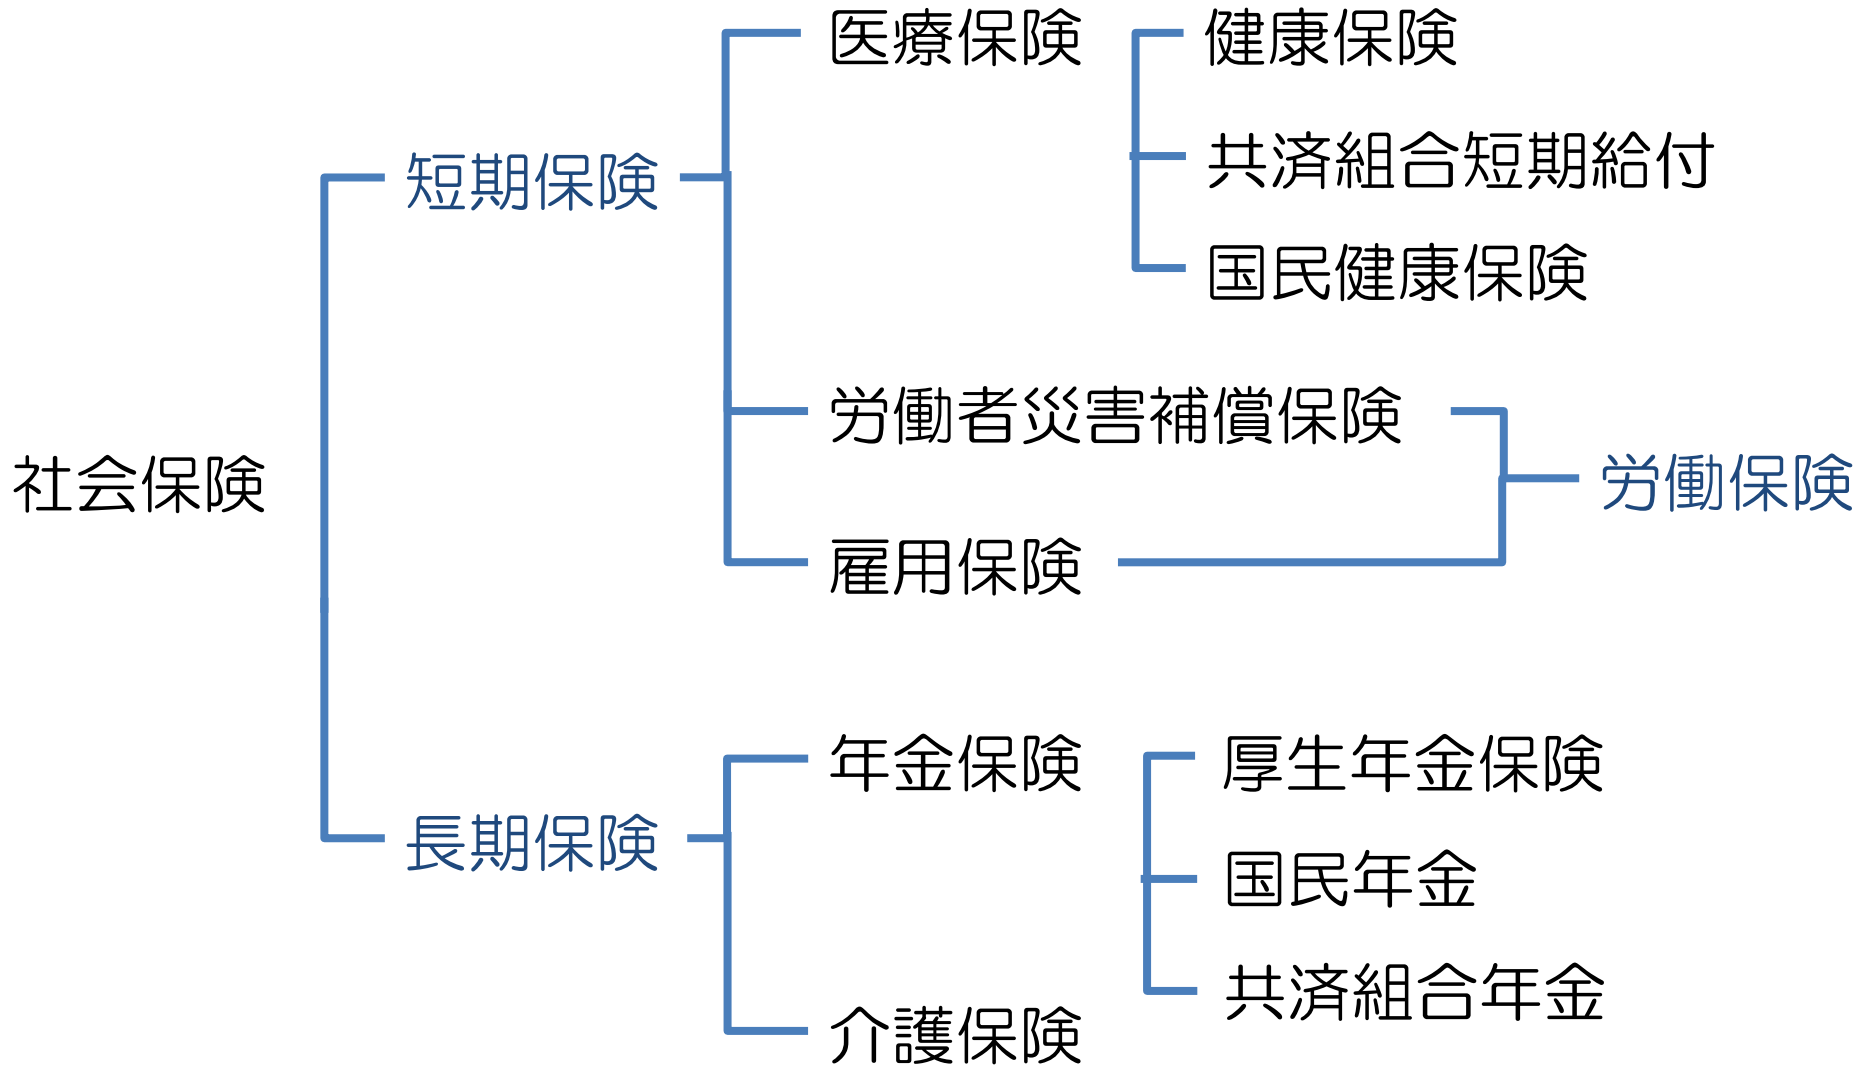 社会保険
短期保険
医療保険
健康保険
共済組合短期給付
国民健康保険
労働者災害補償保険
雇用保険
労働保険
長期保険
年金保険
厚生年金保険
国民年金
共済組合年金
介護保険